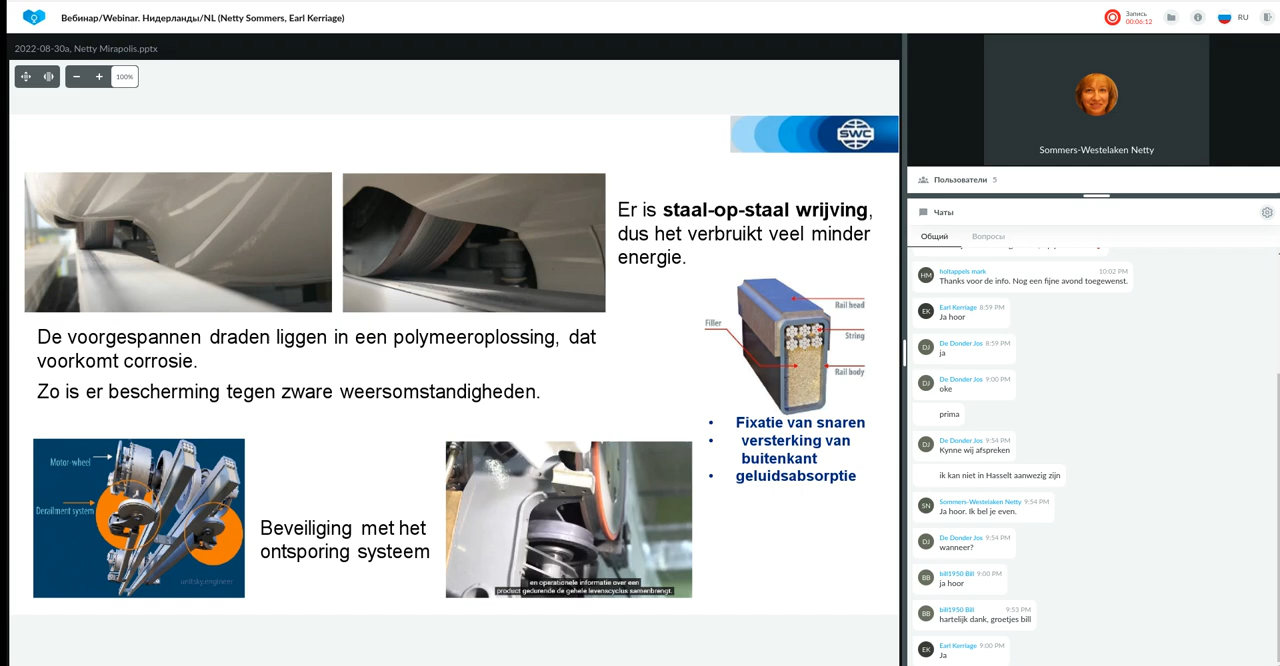 Вебинар/Webinar. Нидерланды/NL (Netty Sommers, Earl Kerriage)
Запись
00:06:12
RU
2022-08-30a, Netty Mirapolis.pptx
100%
SWC
Er is staal-op-staal wrijving,
dus het verbruikt veel minder
energie.
Rail head
Filler
String
Rail body
De voorgespannen draden liggen in een polymeeroplossing, dat
voorkomt corrosie.
Zo is er bescherming tegen zware weersomstandigheden.
• Fixatie van snaren
• versterking van
buitenkant
• geluidsabsorptie
Motor-wheel
Derailment system
unitsky.engineer
Beveiliging met het
ontsporing systeem
en operationele informatie over een
product gedurende de gehele levenscyclus samenbrengt.
Sommers-Westelaken Netty
Пользователи 5
Чаты
Общий Вопросы
HM holtappels mark 10:02 PM
Thanks voor de info. Nog een fijne avond toegewenst.
EK Earl Kerriage 8:59 PM
Ja hoor
DJ De Donder Jos 8:59 PM
ja
DJ De Donder Jos 9:00 PM
oke
prima
DJ De Donder Jos 9:54 PM
Kynne wij afspreken
ik kan niet in Hasselt aanwezig zijn
SN Sommers-Westelaken Netty 9:54 PM
Ja hoor. Ik bel je even.
DJ De Donder Jos 9:54 PM
wanneer?
BB bill1950 Bill 9:00 PM
ja hoor
BB bill1950 Bill 9:53 PM
hartelijk dank, groetjes bill
EK Earl Kerriage 9:00 PM
Ja